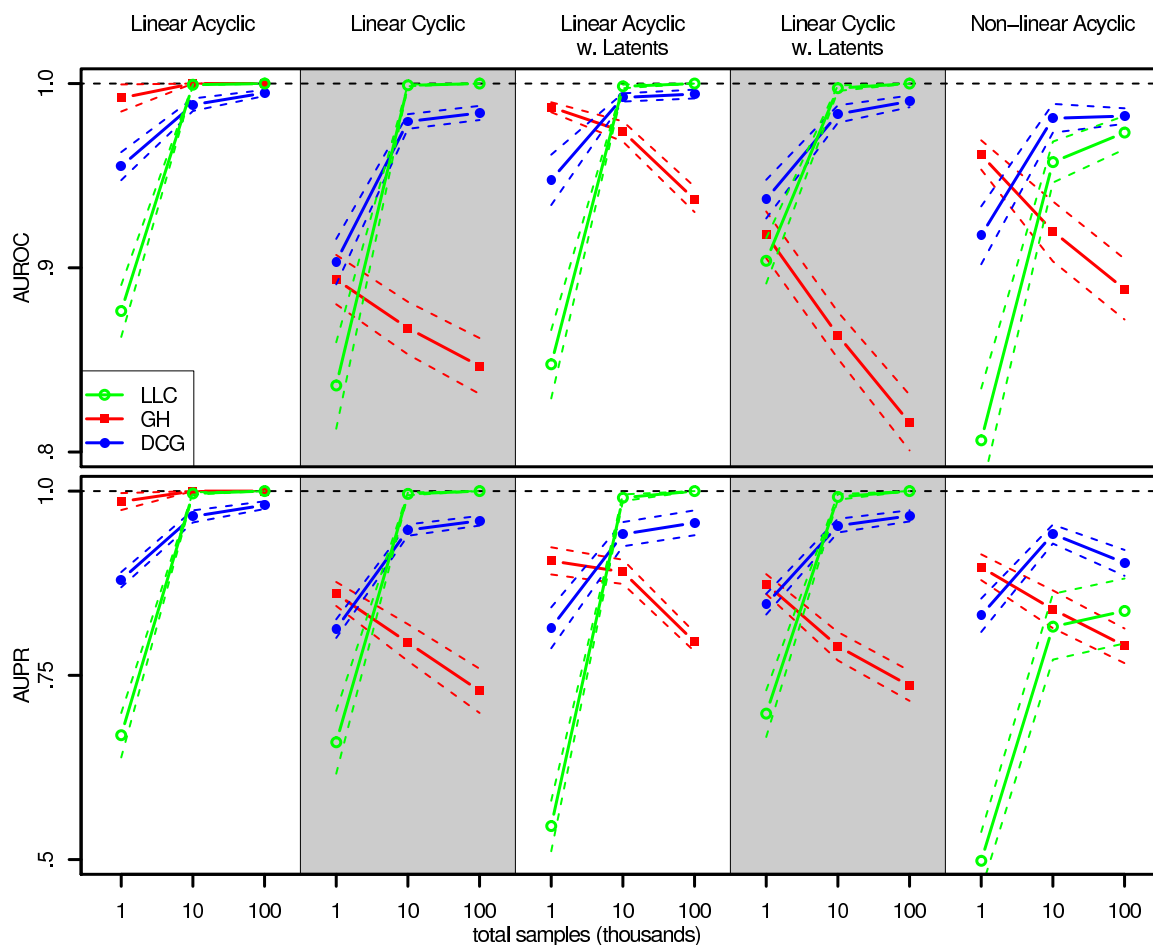 Linear Acyclic
Linear Cyclic
Linear Acyclic
w. Latents
Linear Cyclic
w. Latents
Non−linear Acyclic
AUROC
1.0
.9
.8
LLC
GH
DCG
AUPR
1.0
.75
.5
1 10 100 1 10 100 1 10 100 1 10 100 1 10 100
total samples (thousands)